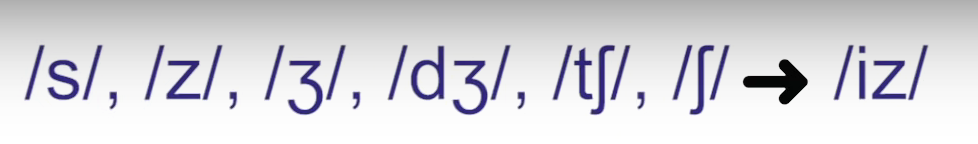 /s/, /z/, /ʒ/, /dʒ/, /tʃ/, /ʃ/ ➜ /iz/